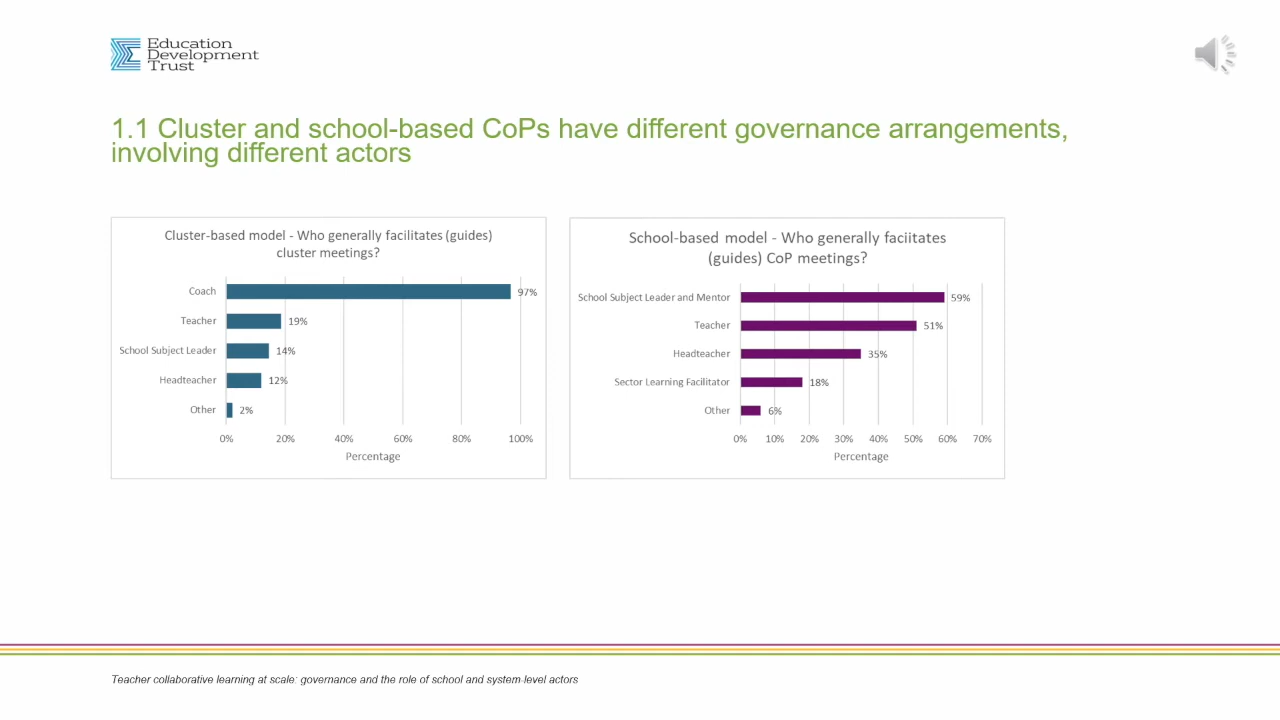 Education
Development
Trust
1.1 Cluster and school-based CoPs have different governance arrangements,
involving different actors
Cluster-based model - Who generally facilitates (guides)
cluster meetings?
Coach
97%
Teacher
19%
School Subject Leader
14%
Headteacher
12%
Other
2%
0%
20%
40%
60%
80%
100%
Percentage
School-based model - Who generally faciitates
(guides) CoP meetings?
School Subject Leader and Mentor
59%
Teacher
51%
Headteacher
35%
Sector Learning Facilitator
18%
Other
6%
0%
10%
20%
30%
40%
50%
60%
70%
Percentage
Teacher collaborative learning at scale: governance and the role of school and system-level actors